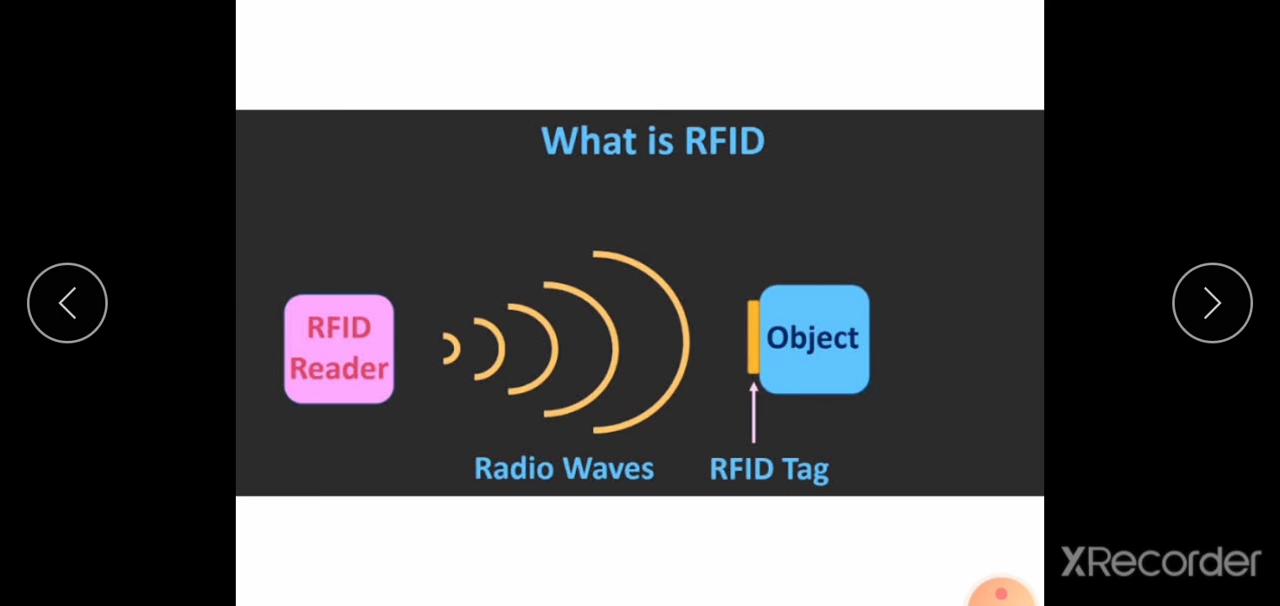 What is RFID
RFID
Reader
Object
Radio Waves
RFID Tag
XRecorder